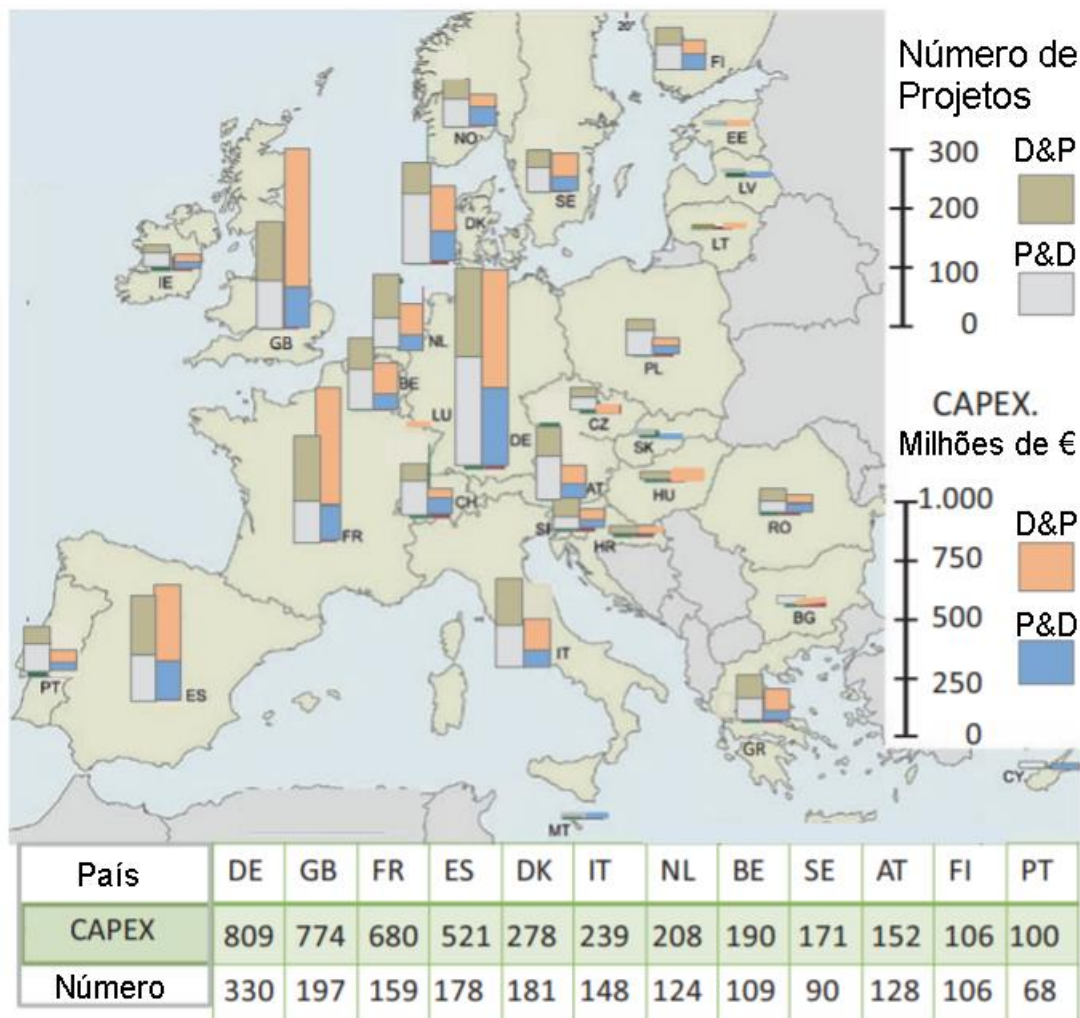 20°
FI
NO
EE
SE
LV
DK
LT
IE
GB
NL
PL
BE
LU
CZ
DE
SK
AT
HU
CH
FR
SI
RO
HR
BG
IT
PT
ES
GR
CY
MT
Número de
Projetos
300
D&P
200
100
P&D
0
CAPEX.
Milhões de €
1.000
D&P
750
500
P&D
250
0
País DE GB FR ES DK IT NL BE SE AT FI PT
CAPEX 809 774 680 521 278 239 208 190 171 152 106 100
Número 330 197 159 178 181 148 124 109 90 128 106 68